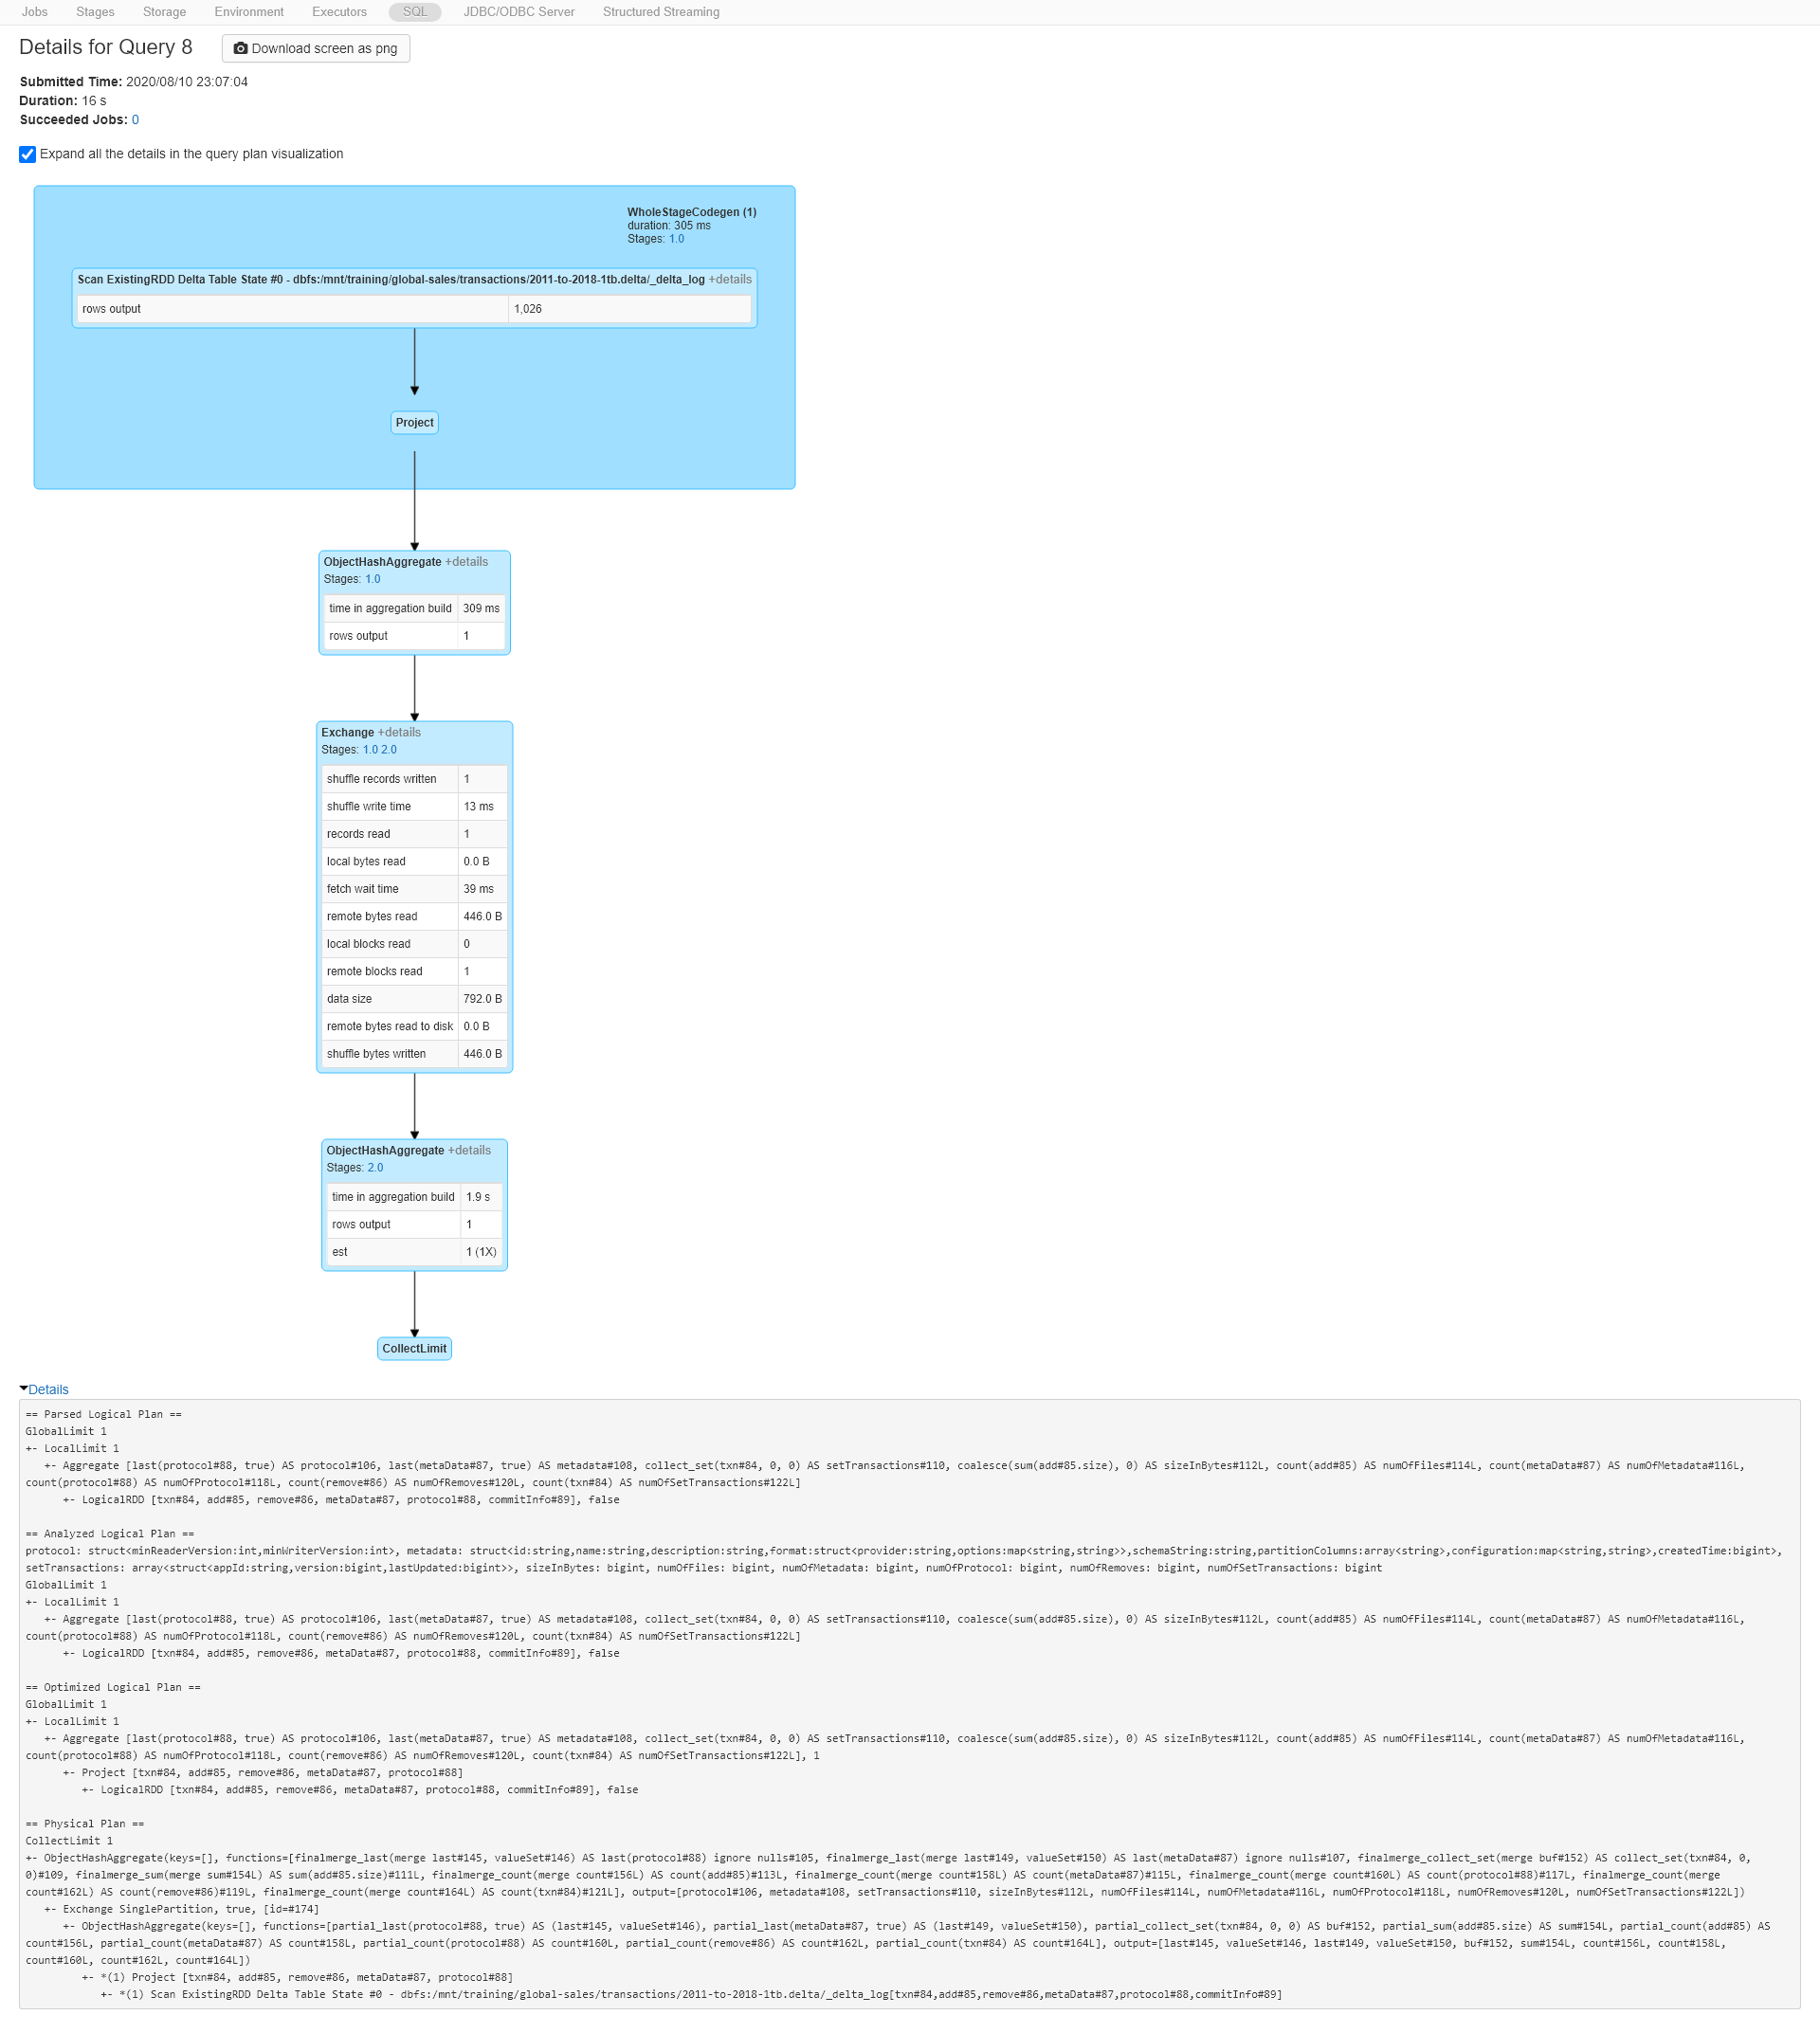 Jobs Stages Storage Environment Executors SQL JDBC/ODBC Server Structured Streaming
Details for Query 8 Download screen as png
Submitted Time: 2020/08/10 23:07:04
Duration: 16 s
Succeeded Jobs: 0
Expand all the details in the query plan visualization
WholeStageCodegen (1)
duration: 305 ms
Stages: 1.0
Scan ExistingRDD Delta Table State #0 - dbfs:/mnt/training/global-sales/transactions/2011-to-2018-1tb.delta/_delta_log +details
rows output 1,026
Project
ObjectHashAggregate +details
Stages: 1.0
time in aggregation build 309 ms
rows output 1
Exchange +details
Stages: 1.0 2.0
shuffle records written 1
shuffle write time 13 ms
records read 1
local bytes read 0.0 B
fetch wait time 39 ms
remote bytes read 446.0 B
local blocks read 0
remote blocks read 1
data size 792.0 B
remote bytes read to disk 0.0 B
shuffle bytes written 446.0 B
ObjectHashAggregate +details
Stages: 2.0
time in aggregation build 1.9 s
rows output 1
est 1 (1X)
CollectLimit
Details
== Parsed Logical Plan ==
GlobalLimit 1
+- LocalLimit 1
   +- Aggregate [last(protocol#88, true) AS protocol#106, last(metaData#87, true) AS metadata#108, collect_set(txn#84, 0, 0) AS setTransactions#110, coalesce(sum(add#85.size), 0) AS sizeInBytes#112L, count(add#85) AS numOfFiles#114L, count(metaData#87) AS numOfMetadata#116L,
count(protocol#88) AS numOfProtocol#118L, count(remove#86) AS numOfRemoves#120L, count(txn#84) AS numOfSetTransactions#122L]
      +- LogicalRDD [txn#84, add#85, remove#86, metaData#87, protocol#88, commitInfo#89], false
== Analyzed Logical Plan ==
protocol: struct<minReaderVersion:int,minWriterVersion:int>, metadata: struct<id:string,name:string,description:string,format:struct<provider:string,options:map<string,string>>,schemaString:string,partitionColumns:array<string>,configuration:map<string,string>,createdTime:bigint>,
setTransactions: array<struct<appId:string,version:bigint,lastUpdated:bigint>>, sizeInBytes: bigint, numOfFiles: bigint, numOfMetadata: bigint, numOfProtocol: bigint, numOfRemoves: bigint, numOfSetTransactions: bigint
GlobalLimit 1
+- LocalLimit 1
   +- Aggregate [last(protocol#88, true) AS protocol#106, last(metaData#87, true) AS metadata#108, collect_set(txn#84, 0, 0) AS setTransactions#110, coalesce(sum(add#85.size), 0) AS sizeInBytes#112L, count(add#85) AS numOfFiles#114L, count(metaData#87) AS numOfMetadata#116L,
count(protocol#88) AS numOfProtocol#118L, count(remove#86) AS numOfRemoves#120L, count(txn#84) AS numOfSetTransactions#122L]
      +- LogicalRDD [txn#84, add#85, remove#86, metaData#87, protocol#88, commitInfo#89], false
== Optimized Logical Plan ==
GlobalLimit 1
+- LocalLimit 1
   +- Aggregate [last(protocol#88, true) AS protocol#106, last(metaData#87, true) AS metadata#108, collect_set(txn#84, 0, 0) AS setTransactions#110, coalesce(sum(add#85.size), 0) AS sizeInBytes#112L, count(add#85) AS numOfFiles#114L, count(metaData#87) AS numOfMetadata#116L,
count(protocol#88) AS numOfProtocol#118L, count(remove#86) AS numOfRemoves#120L, count(txn#84) AS numOfSetTransactions#122L], 1
      +- Project [txn#84, add#85, remove#86, metaData#87, protocol#88]
         +- LogicalRDD [txn#84, add#85, remove#86, metaData#87, protocol#88, commitInfo#89], false
== Physical Plan ==
CollectLimit 1
+- ObjectHashAggregate(keys=[], functions=[finalmerge_last(merge last#145, valueSet#146) AS last(protocol#88) ignore nulls#105, finalmerge_last(merge last#149, valueSet#150) AS last(metaData#87) ignore nulls#107, finalmerge_collect_set(merge buf#152) AS collect_set(txn#84, 0,
0)#109, finalmerge_sum(merge sum#154L) AS sum(add#85.size)#111L, finalmerge_count(merge count#156L) AS count(add#85)#113L, finalmerge_count(merge count#158L) AS count(metaData#87)#115L, finalmerge_count(merge count#160L) AS count(protocol#88)#117L, finalmerge_count(merge
count#162L) AS count(remove#86)#119L, finalmerge_count(merge count#164L) AS count(txn#84)#121L], output=[protocol#106, metadata#108, setTransactions#110, sizeInBytes#112L, numOfFiles#114L, numOfMetadata#116L, numOfProtocol#118L, numOfRemoves#120L, numOfSetTransactions#122L])
   +- Exchange SinglePartition, true, [id=#174]
      +- ObjectHashAggregate(keys=[], functions=[partial_last(protocol#88, true) AS (last#145, valueSet#146), partial_last(metaData#87, true) AS (last#149, valueSet#150), partial_collect_set(txn#84, 0, 0) AS buf#152, partial_sum(add#85.size) AS sum#154L, partial_count(add#85) AS
count#156L, partial_count(metaData#87) AS count#158L, partial_count(protocol#88) AS count#160L, partial_count(remove#86) AS count#162L, partial_count(txn#84) AS count#164L], output=[last#145, valueSet#146, last#149, valueSet#150, buf#152, sum#154L, count#156L, count#158L,
count#160L, count#162L, count#164L])
         +- *(1) Project [txn#84, add#85, remove#86, metaData#87, protocol#88]
            +- *(1) Scan ExistingRDD Delta Table State #0 - dbfs:/mnt/training/global-sales/transactions/2011-to-2018-1tb.delta/_delta_log[txn#84,add#85,remove#86,metaData#87,protocol#88,commitInfo#89]